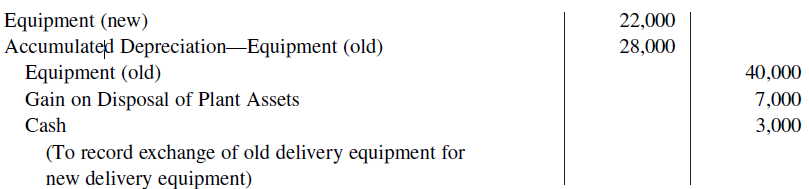 Equipment (new) 22,000
Accumulated Depreciation—Equipment (old) 28,000
Equipment (old) 40,000
Gain on Disposal of Plant Assets 7,000
Cash 3,000
(To record exchange of old delivery equipment for
new delivery equipment)